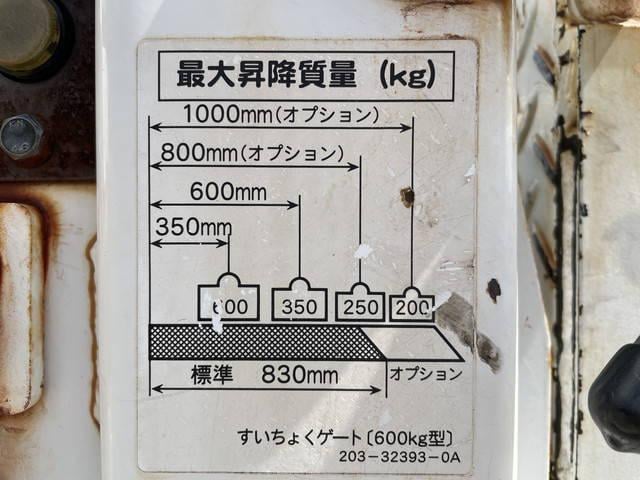 最大昇降質量 (kg)
1000mm(オプション)
800mm(オプション)
600mm
350mm
600 350 250 200
標準 830mm オプション
すいちょくゲート〔600kg型〕
203-32393-0A